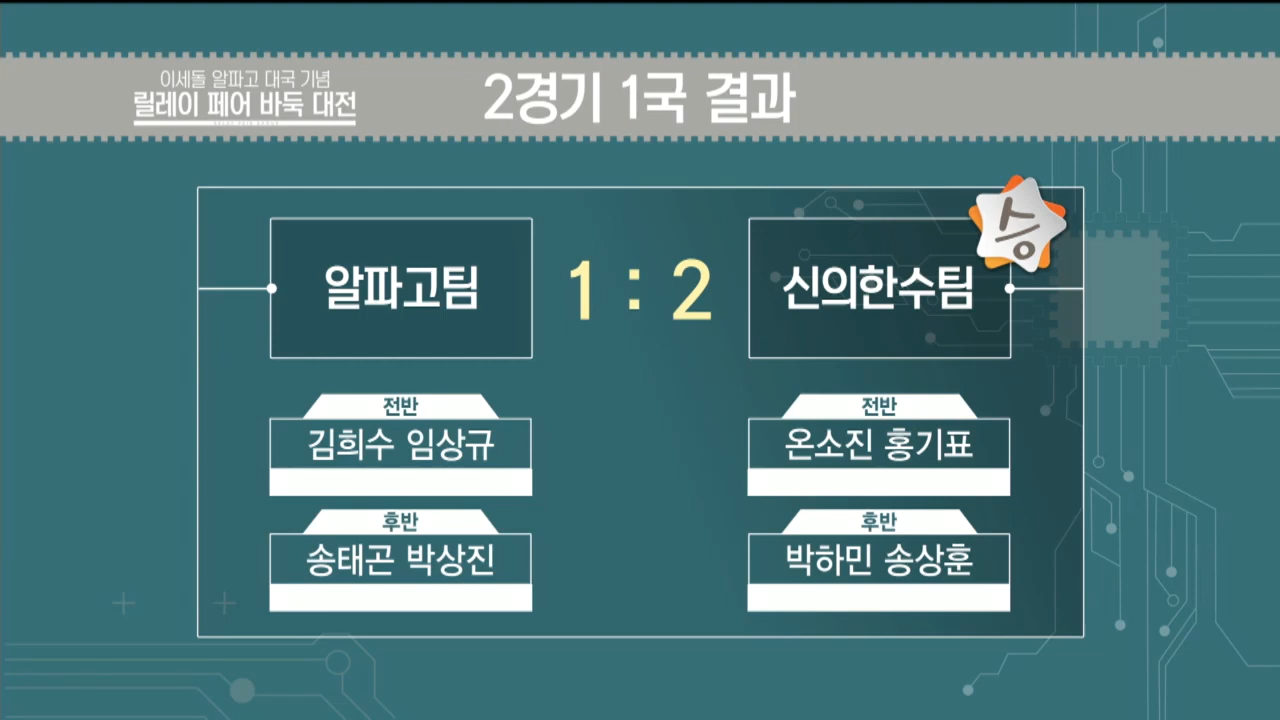 이세돌 알파고 대국 기념
릴레이 페어 바둑 대전
2경기 1국 결과
승
알파고팀
1 : 2
신의한수팀
전반
김희수 임상규
전반
온소진 홍기표
후반
송태곤 박상진
후반
박하민 송상훈